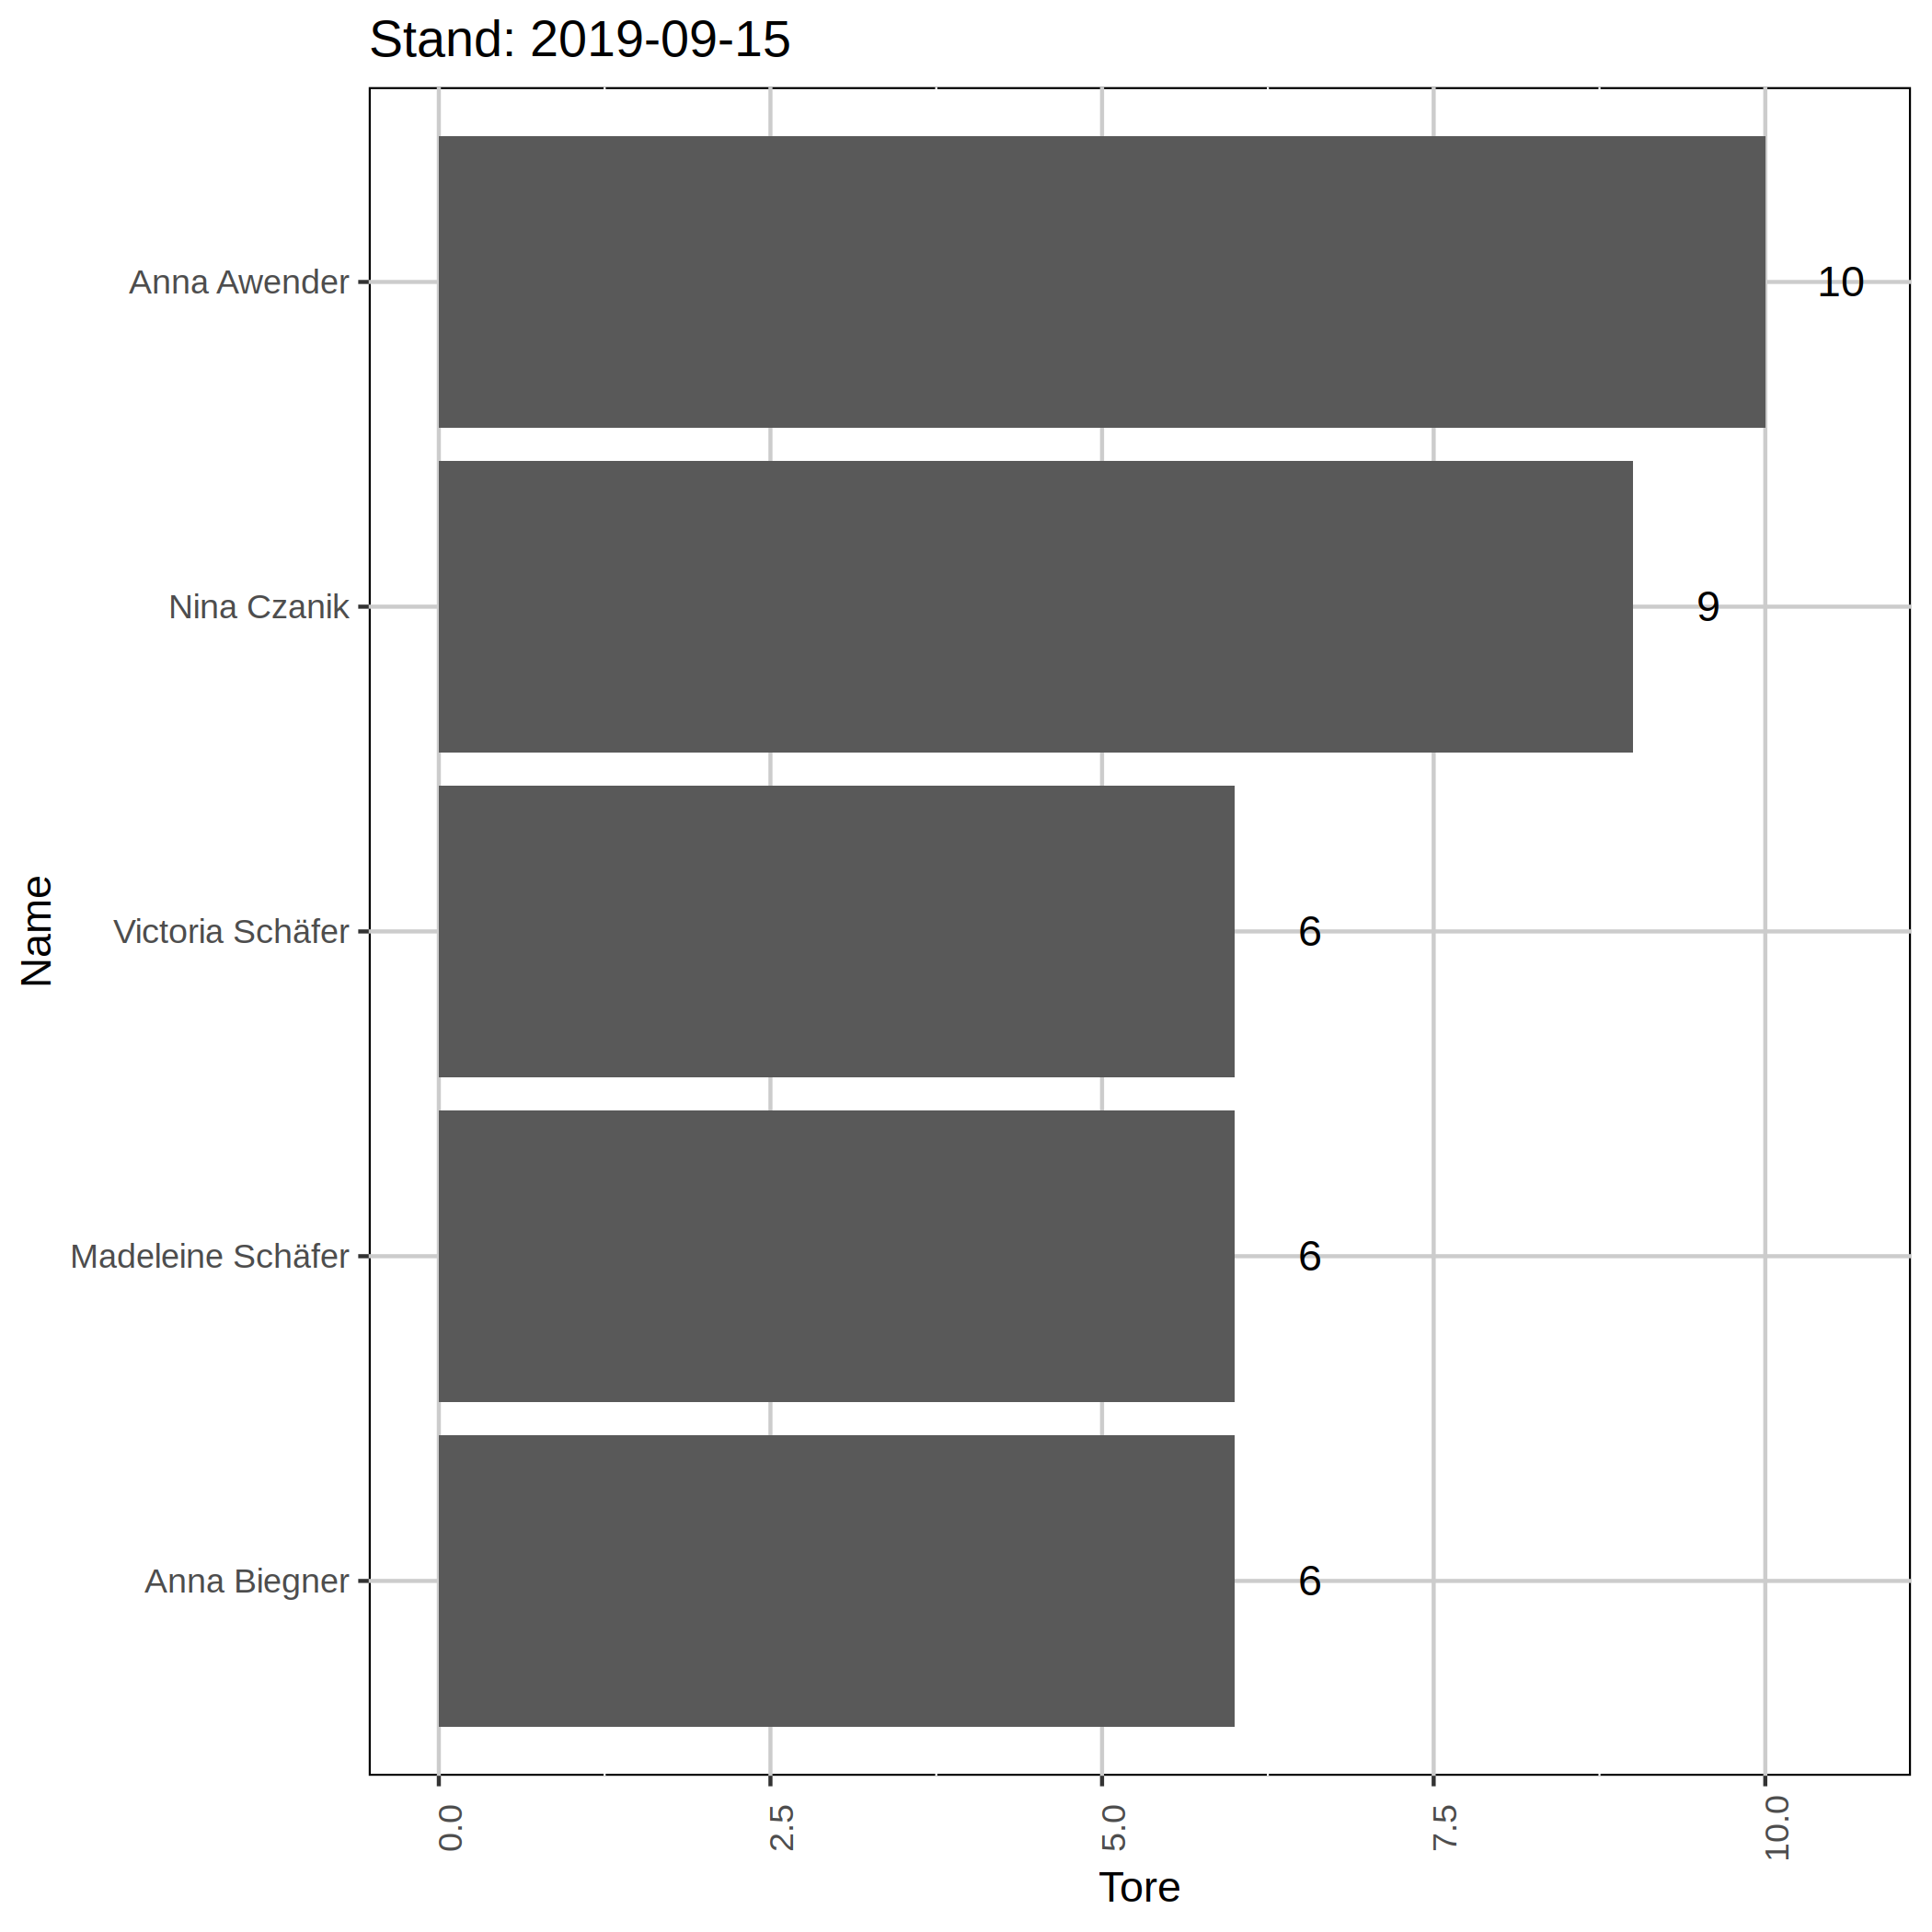 Stand: 2019-09-15
Anna Awender
10
Nina Czanik
9
Victoria Schäfer
6
Madeleine Schäfer
6
Anna Biegner
6
Name
0.0
2.5
5.0
7.5
10.0
Tore